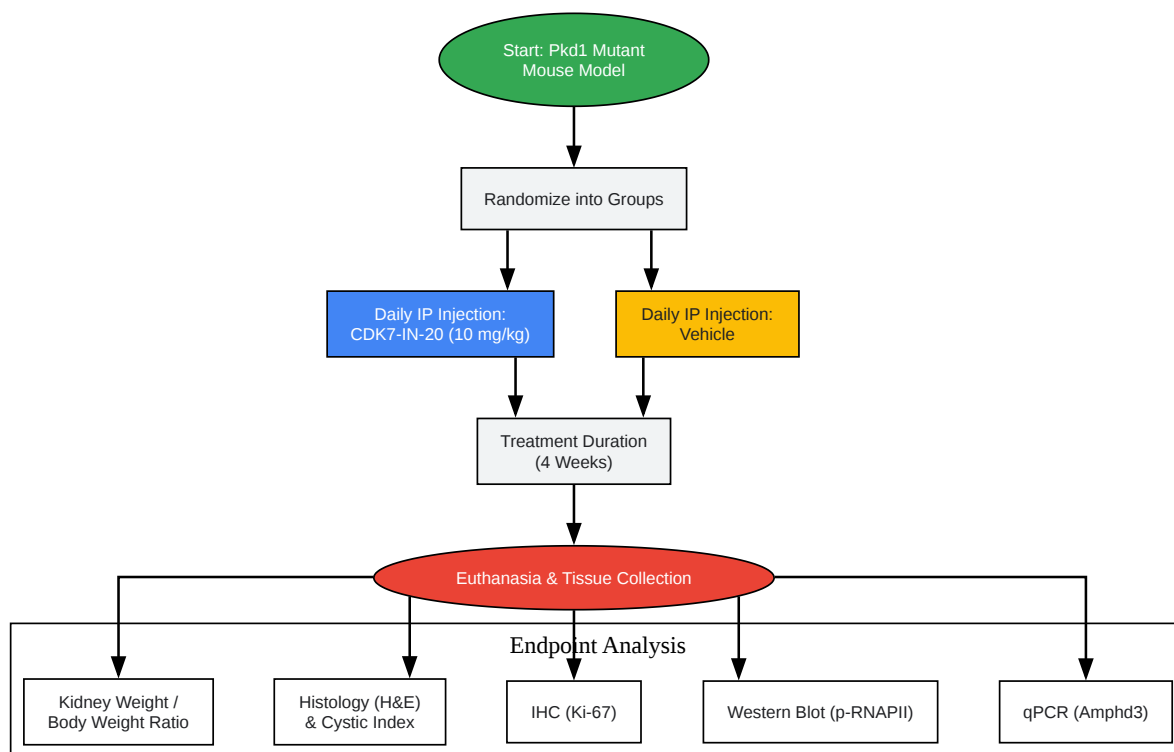 Start: Pkd1 Mutant
Mouse Model
Randomize into Groups
Daily IP Injection:
CDK7-IN-20 (10 mg/kg)
Daily IP Injection:
Vehicle
Treatment Duration
(4 Weeks)
Euthanasia & Tissue Collection
Endpoint Analysis
Kidney Weight /
Body Weight Ratio
Histology (H&E)
& Cystic Index
IHC (Ki-67)
Western Blot (p-RNAPII)
qPCR (Amphd3)